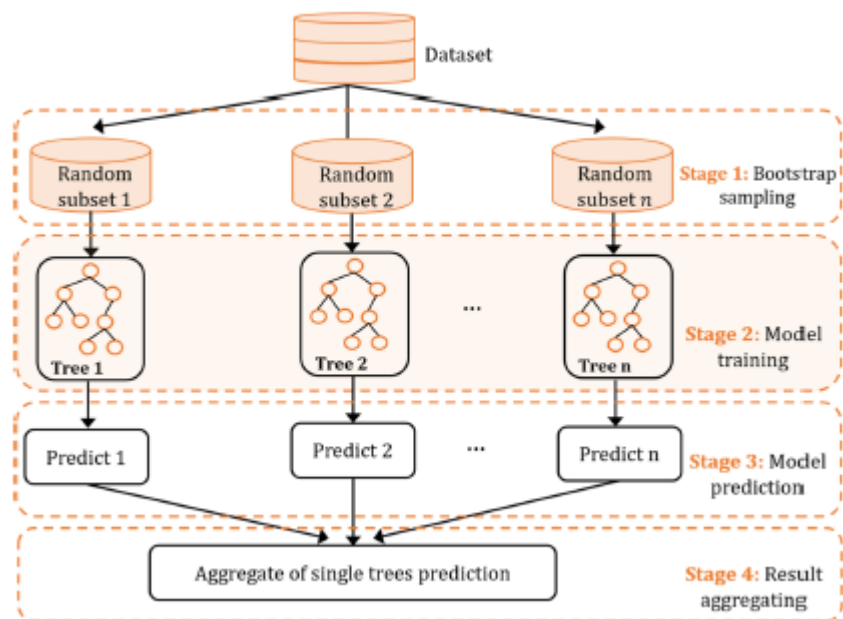 Dataset
Random
subset 1
Random
subset 2
Random
subset n
Stage 1: Bootstrap
sampling
Tree 1
Tree 2
...
Tree n
Stage 2: Model
training
Predict 1
Predict 2
...
Predict n
Stage 3: Model
prediction
Aggregate of single trees prediction
Stage 4: Result
aggregating